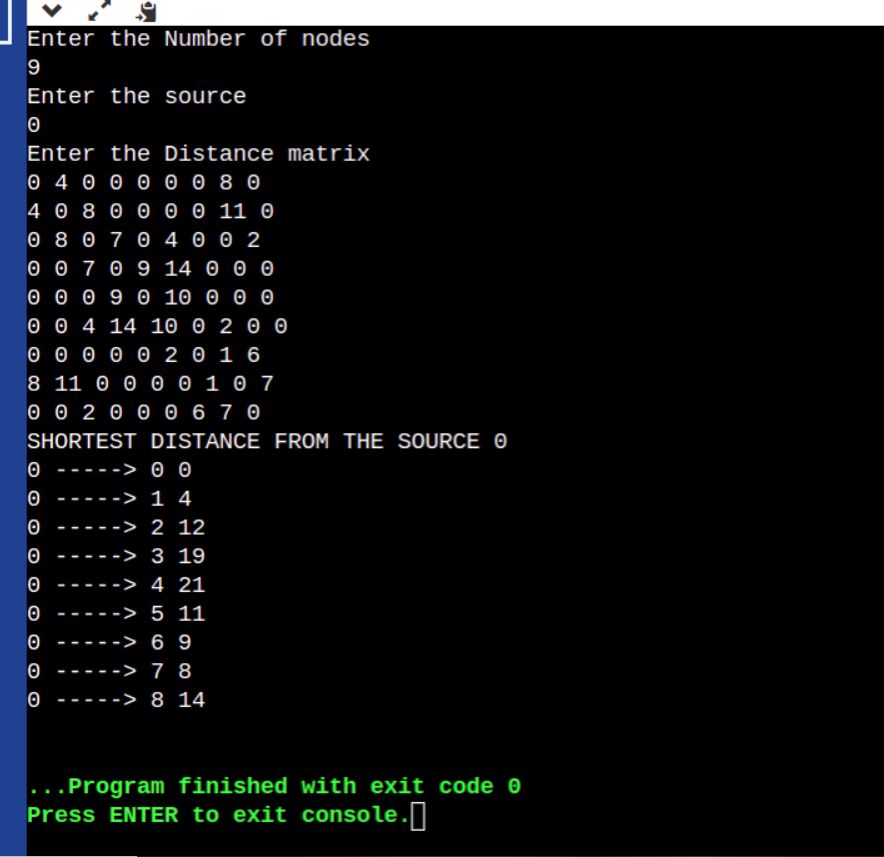 Enter the Number of nodes
9
Enter the source
0
Enter the Distance matrix
0 4 0 0 0 0 0 8 0
4 0 8 0 0 0 0 11 0
0 8 0 7 0 4 0 0 2
0 0 7 0 9 14 0 0 0
0 0 0 9 0 10 0 0 0
0 0 4 14 10 0 2 0 0
0 0 0 0 0 2 0 1 6
8 11 0 0 0 0 1 0 7
0 0 2 0 0 0 6 7 0
SHORTEST DISTANCE FROM THE SOURCE 0
0 -----> 0 0
0 -----> 1 4
0 -----> 2 12
0 -----> 3 19
0 -----> 4 21
0 -----> 5 11
0 -----> 6 9
0 -----> 7 8
0 -----> 8 14
...Program finished with exit code 0
Press ENTER to exit console.